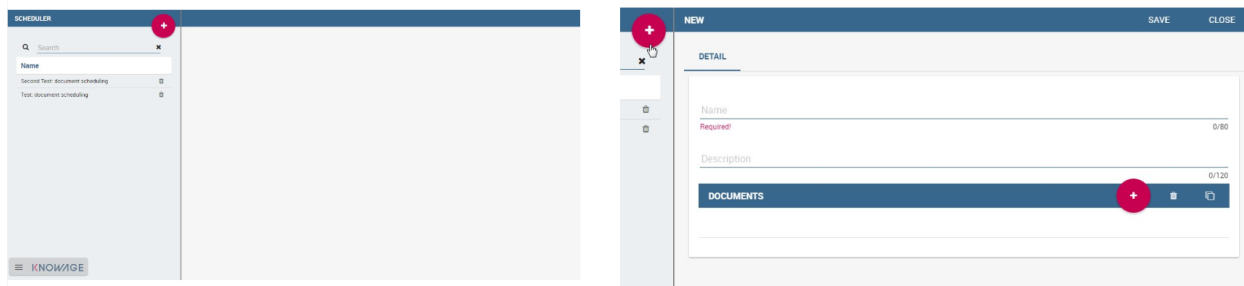 SCHEDULER
Search
Name
Second Test: document scheduling
Test: document scheduling
KNOWAGE
NEW SAVE CLOSE
DETAIL
Name
Required! 0/80
Description
0/120
DOCUMENTS